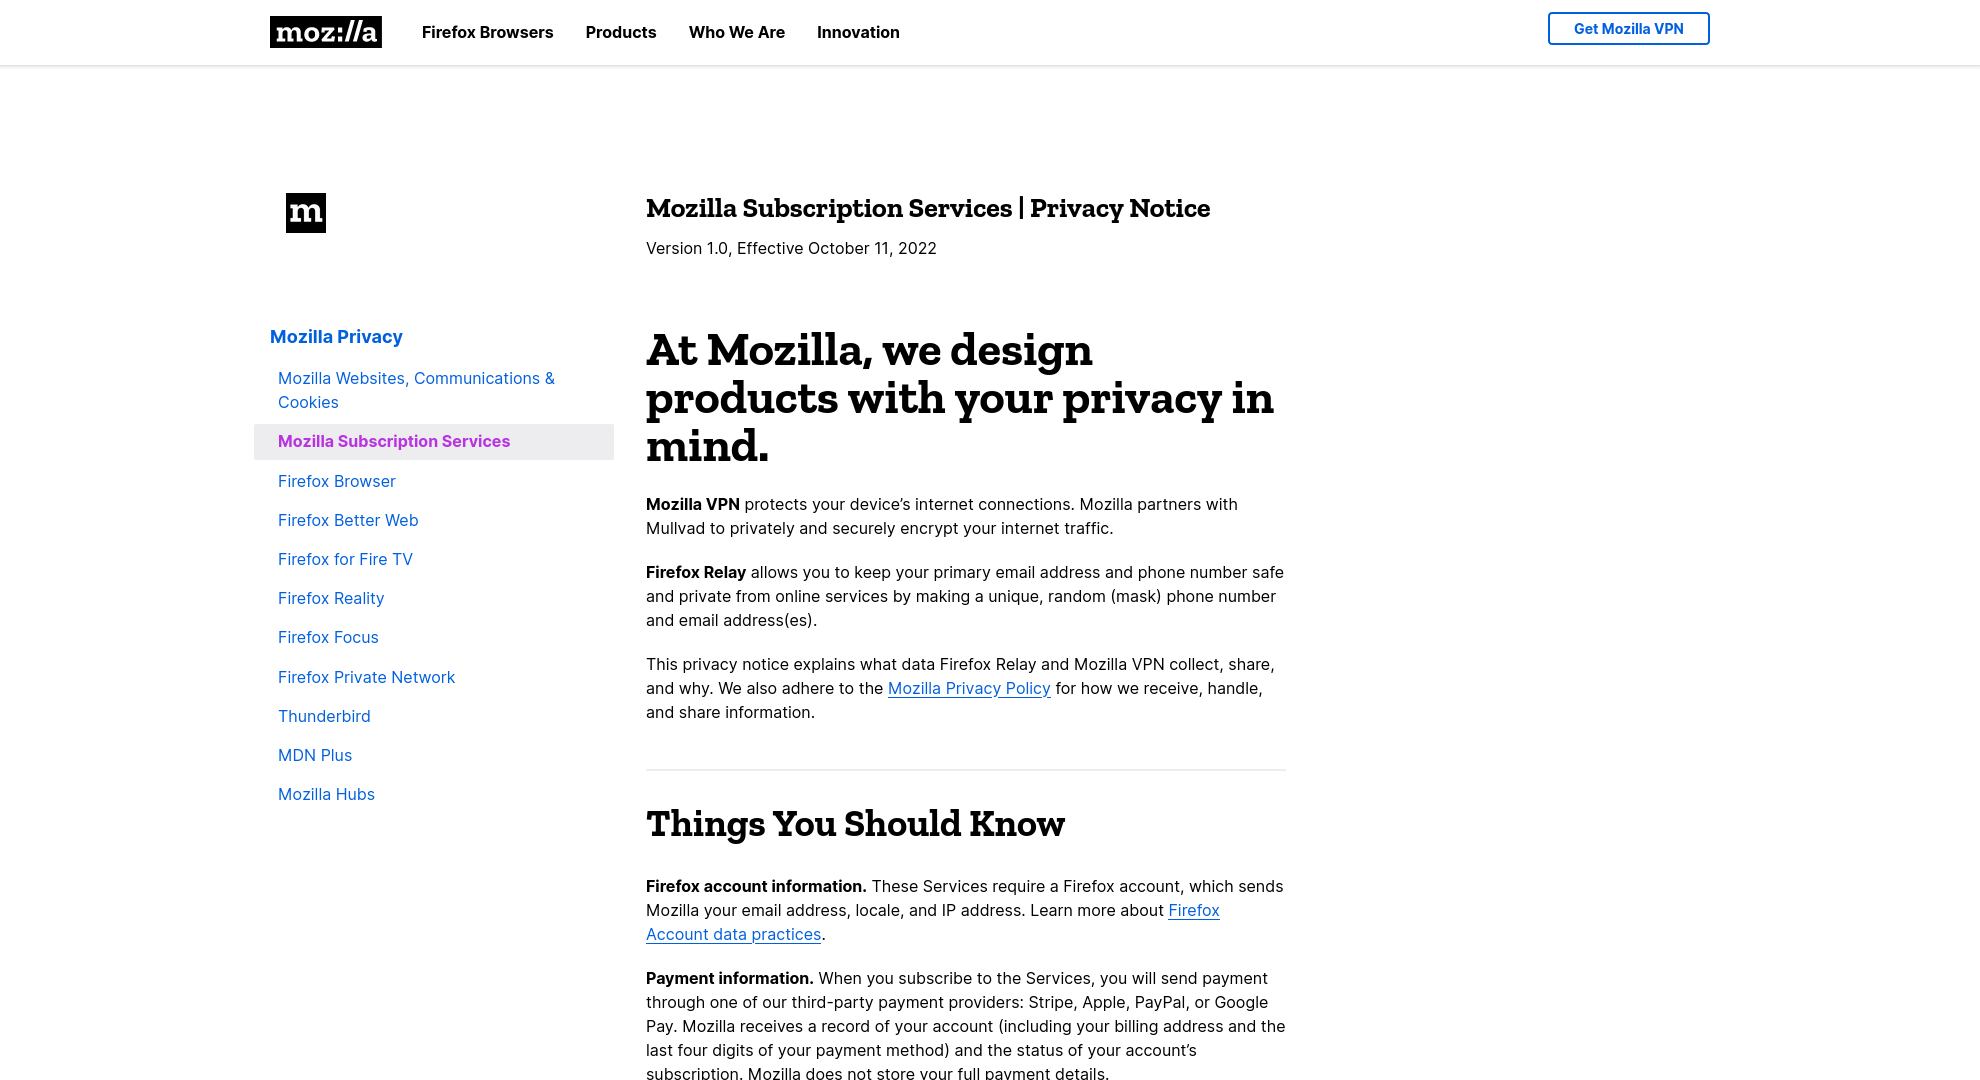 moz://a
Firefox Browsers
Products
Who We Are
Innovation
Get Mozilla VPN
m
Mozilla Subscription Services | Privacy Notice
Version 1.0, Effective October 11, 2022
Mozilla Privacy
Mozilla Websites, Communications &
Cookies
Mozilla Subscription Services
Firefox Browser
Firefox Better Web
Firefox for Fire TV
Firefox Reality
Firefox Focus
Firefox Private Network
Thunderbird
MDN Plus
Mozilla Hubs
At Mozilla, we design
products with your privacy in
mind.
Mozilla VPN protects your device’s internet connections. Mozilla partners with
Mullvad to privately and securely encrypt your internet traffic.
Firefox Relay allows you to keep your primary email address and phone number safe
and private from online services by making a unique, random (mask) phone number
and email address(es).
This privacy notice explains what data Firefox Relay and Mozilla VPN collect, share,
and why. We also adhere to the Mozilla Privacy Policy for how we receive, handle,
and share information.
Things You Should Know
Firefox account information. These Services require a Firefox account, which sends
Mozilla your email address, locale, and IP address. Learn more about Firefox
Account data practices.
Payment information. When you subscribe to the Services, you will send payment
through one of our third-party payment providers: Stripe, Apple, PayPal, or Google
Pay. Mozilla receives a record of your account (including your billing address and the
last four digits of your payment method) and the status of your account’s
subscription. Mozilla does not store your full payment details.